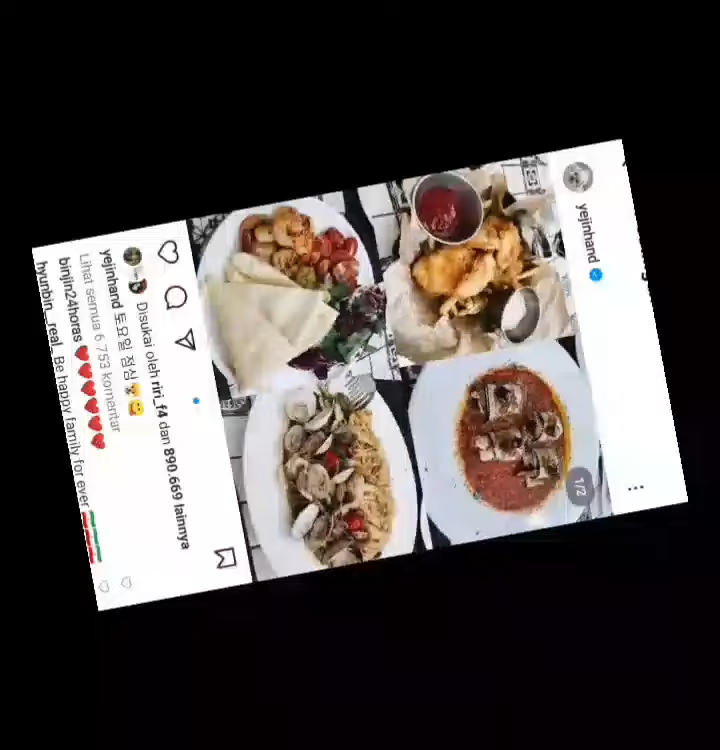 yejinhand
1/2
Disukai oleh riri_f4 dan 890.669 lainnya
yejinhand 토요일 점심
Lihat semua 6.753 komentar
binjin24horas ❤️❤️❤️❤️❤️❤️
hyunbin_real_ Be happy family for ever